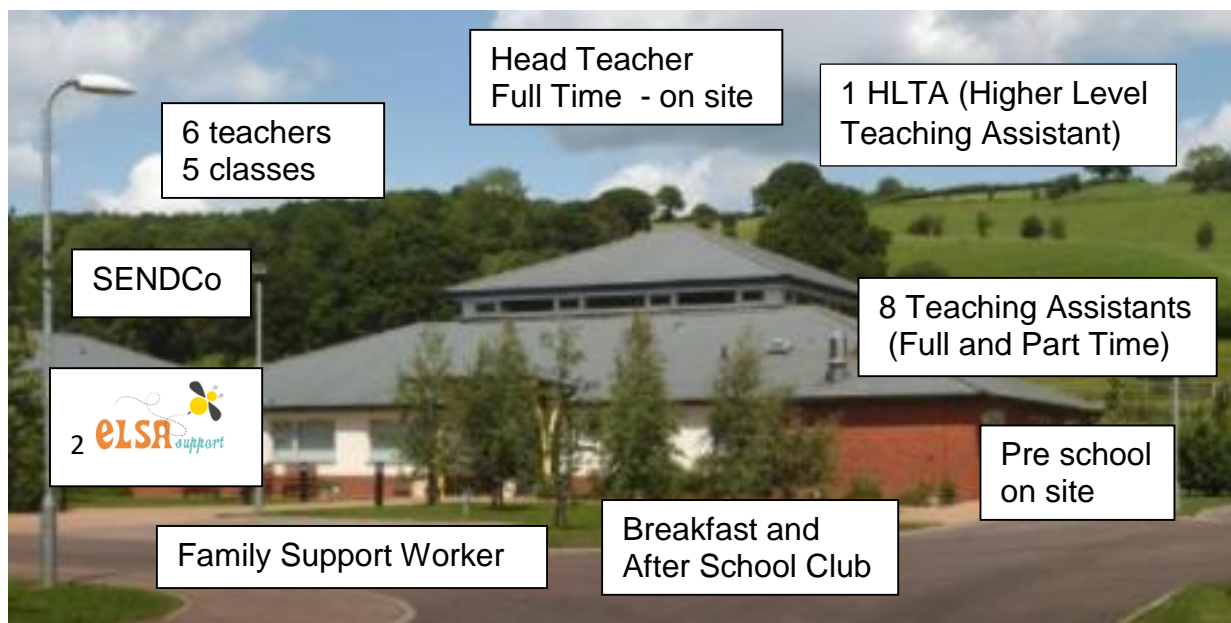 Head Teacher
Full Time - on site
1 HLTA (Higher Level
Teaching Assistant)
6 teachers
5 classes
SENDCo
8 Teaching Assistants
(Full and Part Time)
2 eLSA support
Pre school
on site
Family Support Worker
Breakfast and
After School Club